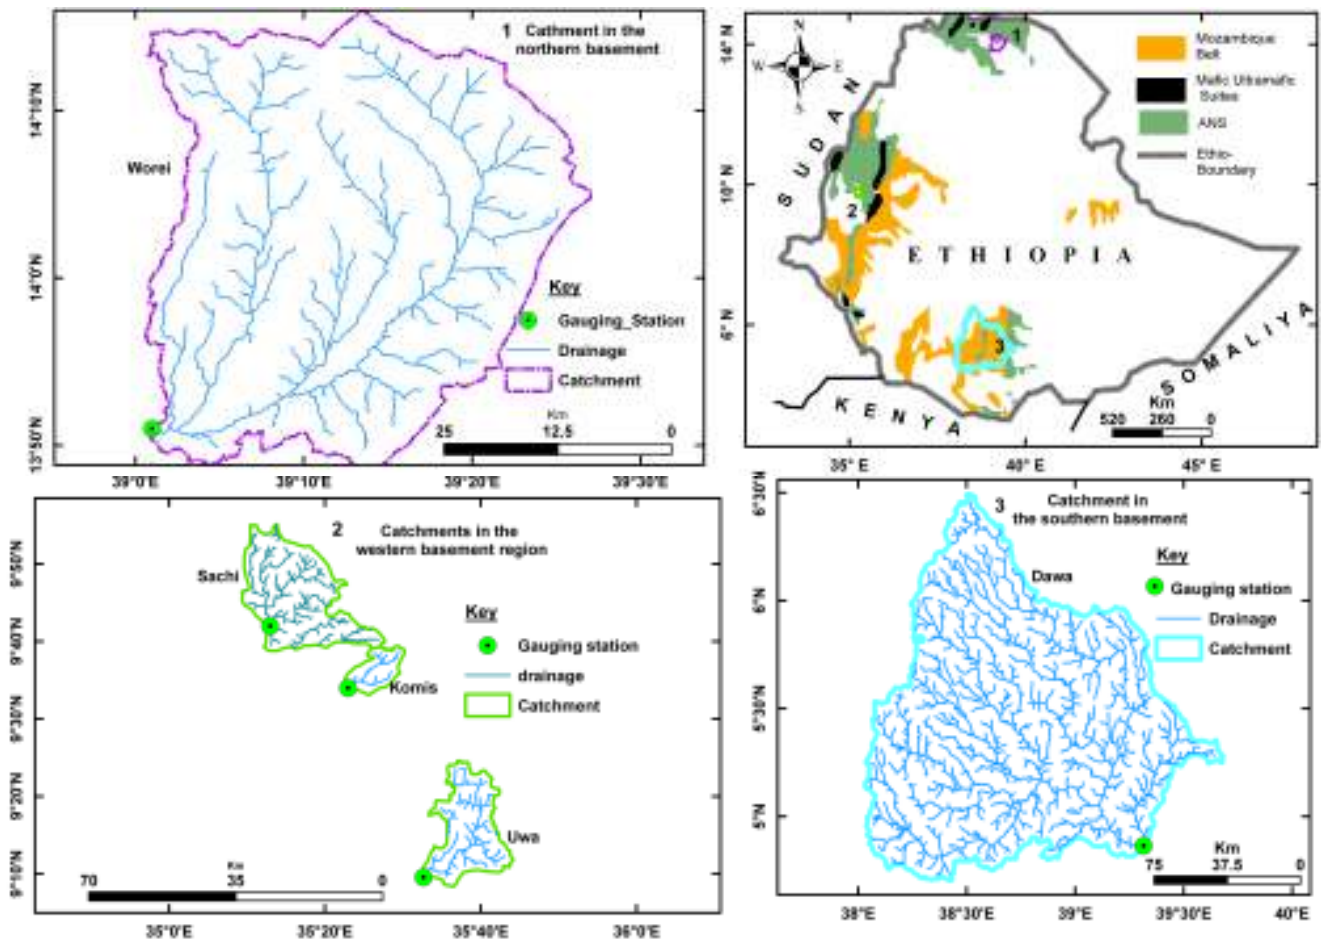 1 Cathment in the
northern basement
Worei
Key
Gauging_Station
Drainage
Catchment
Km
25 12.5 0
14°10'N
14°0'N
13°50'N
39°0'E 39°10'E 39°20'E 39°30'E
N
W E
S
1
Mozambique
Belt
Mafic Ultramafic
Suites
ANS
Ethio-
Boundary
SUDAN
2
ETHIOPIA
3
SOMALIYA
KENYA
Km
520 260 0
14° N
10° N
6° N
35° E 40° E 45° E
2 Catchments in the
western basement region
Sachi
Komis
Uwa
Key
Gauging station
drainage
Catchment
Km
70 35 0
9°50'N
9°40'N
9°30'N
9°20'N
9°10'N
35°0'E 35°20'E 35°40'E 36°0'E
3 Catchment in
the southern basement
Dawa
Key
Gauging station
Drainage
Catchment
Km
75 37.5 0
6°30'N
6°N
5°30'N
5°N
38°E 38°30'E 39°E 39°30'E 40°E